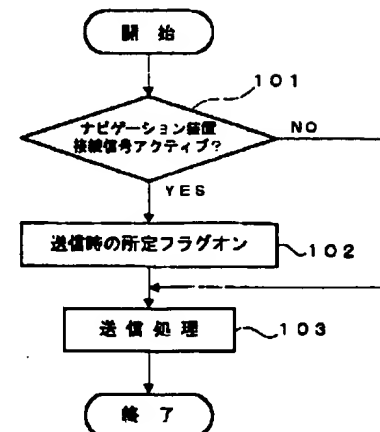 開始
101
ナビゲーション装置
接続信号アクティブ?
NO
YES
送信時の所定フラグオン
102
送信処理
103
終了